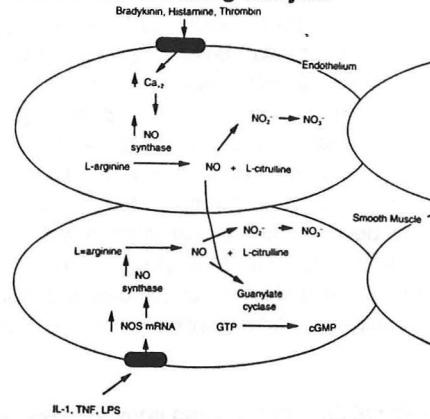 Bradykinin, Histamine, Thrombin
Endothelium
Ca+2
NO
synthase
NO2- NO3-
L-arginine NO + L-citrulline
Smooth Muscle
NO2- NO3-
L=arginine NO + L-citrulline
NO
synthase
Guanylate
cyclase
NOS mRNA
GTP cGMP
IL-1, TNF, LPS